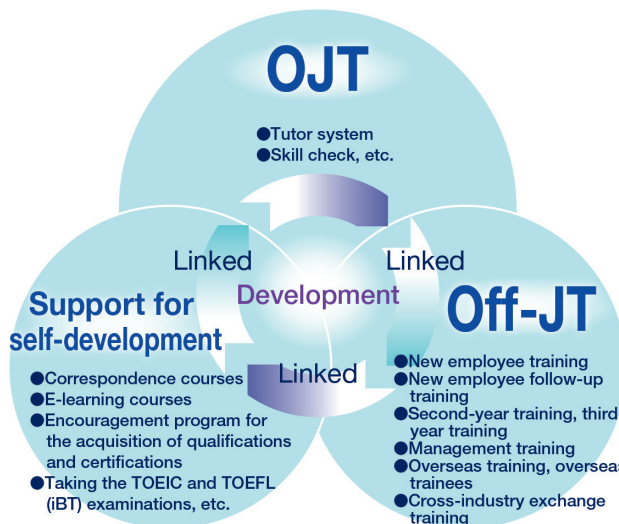 OJT
●Tutor system
●Skill check, etc.
Linked
Linked
Development
Linked
Support for
self-development
●Correspondence courses
●E-learning courses
●Encouragement program for
the acquisition of qualifications
and certifications
●Taking the TOEIC and TOEFL
(iBT) examinations, etc.
Off-JT
●New employee training
●New employee follow-up
training
●Second-year training, third
year training
●Management training
●Overseas training, overseas
trainees
●Cross-industry exchange
training